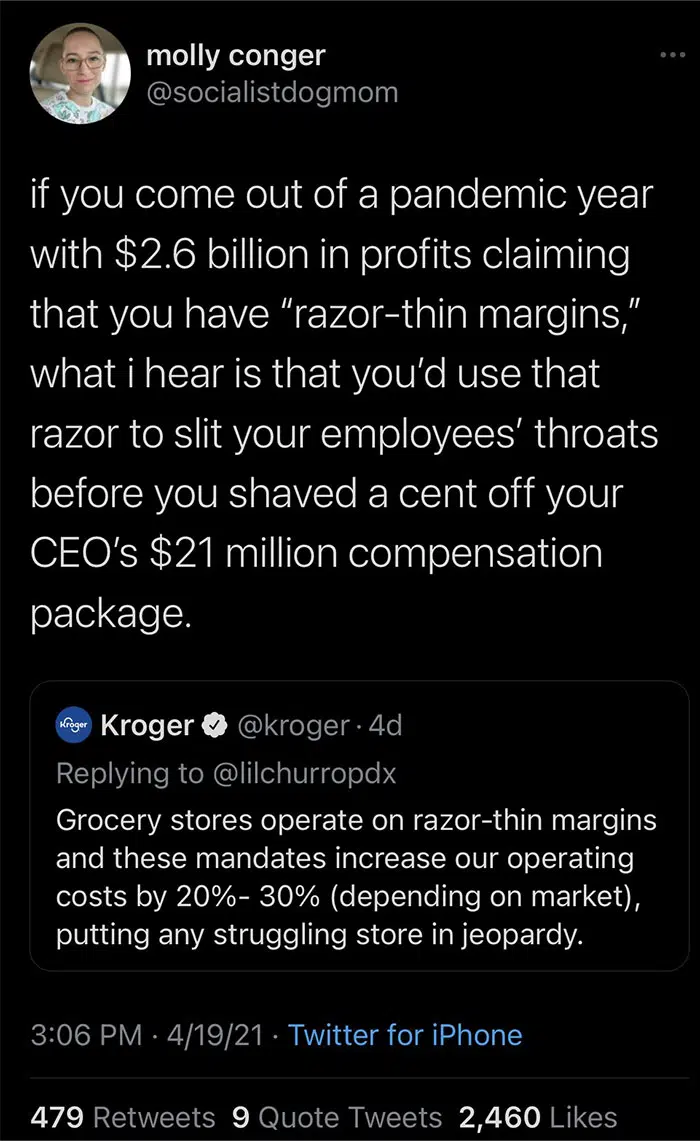 molly conger
@socialistdogmom
if you come out of a pandemic year
with $2.6 billion in profits claiming
that you have “razor-thin margins,”
what i hear is that you’d use that
razor to slit your employees’ throats
before you shaved a cent off your
CEO’s $21 million compensation
package.
Kroger Kroger @kroger · 4d
Replying to @lilchurropdx
Grocery stores operate on razor-thin margins
and these mandates increase our operating
costs by 20%- 30% (depending on market),
putting any struggling store in jeopardy.
3:06 PM · 4/19/21 · Twitter for iPhone
479 Retweets 9 Quote Tweets 2,460 Likes